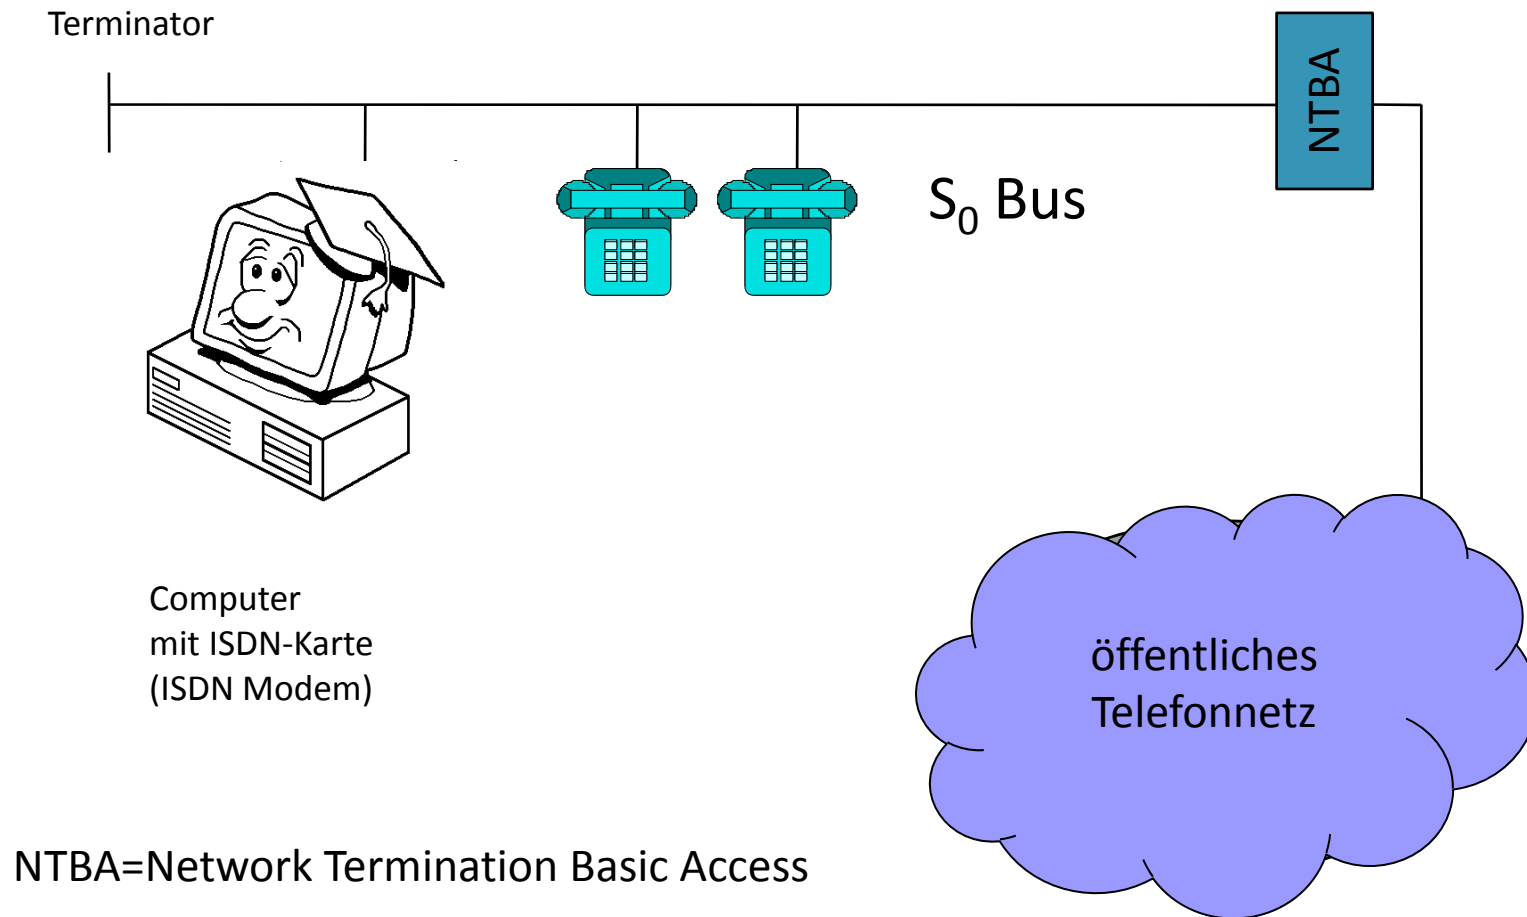 Terminator
NTBA
S₀ Bus
Computer
mit ISDN-Karte
(ISDN Modem)
öffentliches
Telefonnetz
NTBA=Network Termination Basic Access